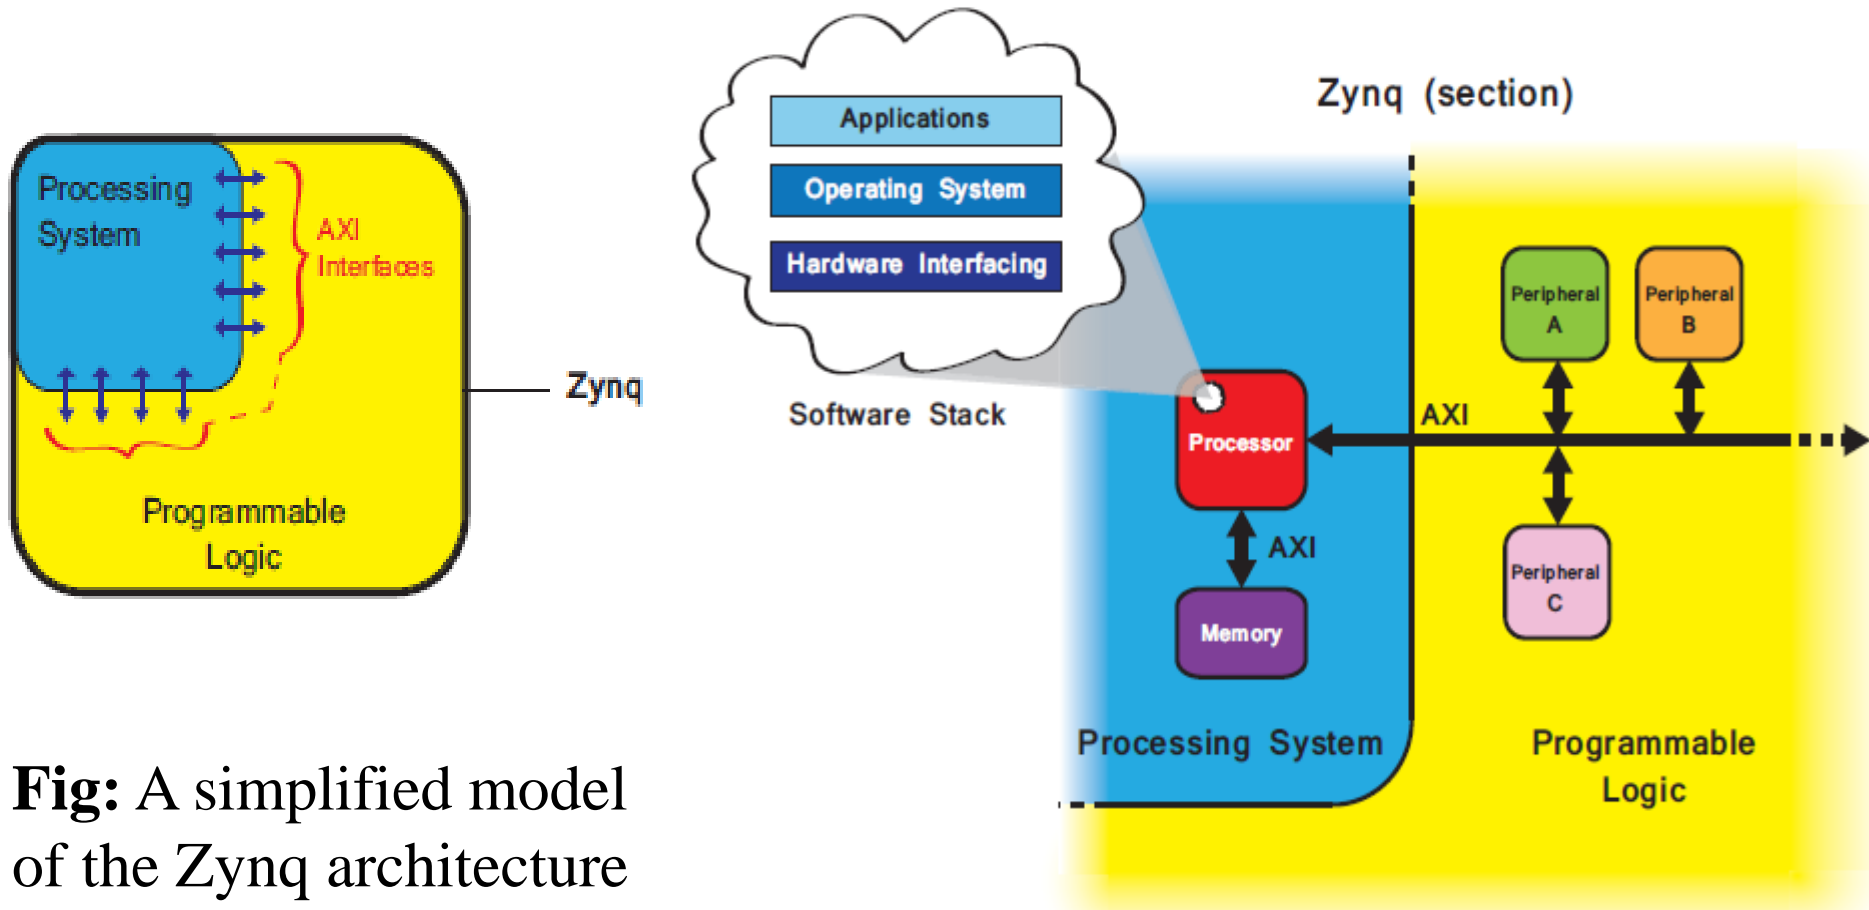 Processing
System
AXI
Interfaces
Programmable
Logic
Zynq
Fig: A simplified model
of the Zynq architecture
Applications
Operating System
Hardware Interfacing
Software Stack
Zynq (section)
Processor
AXI
Memory
Processing System
AXI
Peripheral
A
Peripheral
B
Peripheral
C
Programmable
Logic